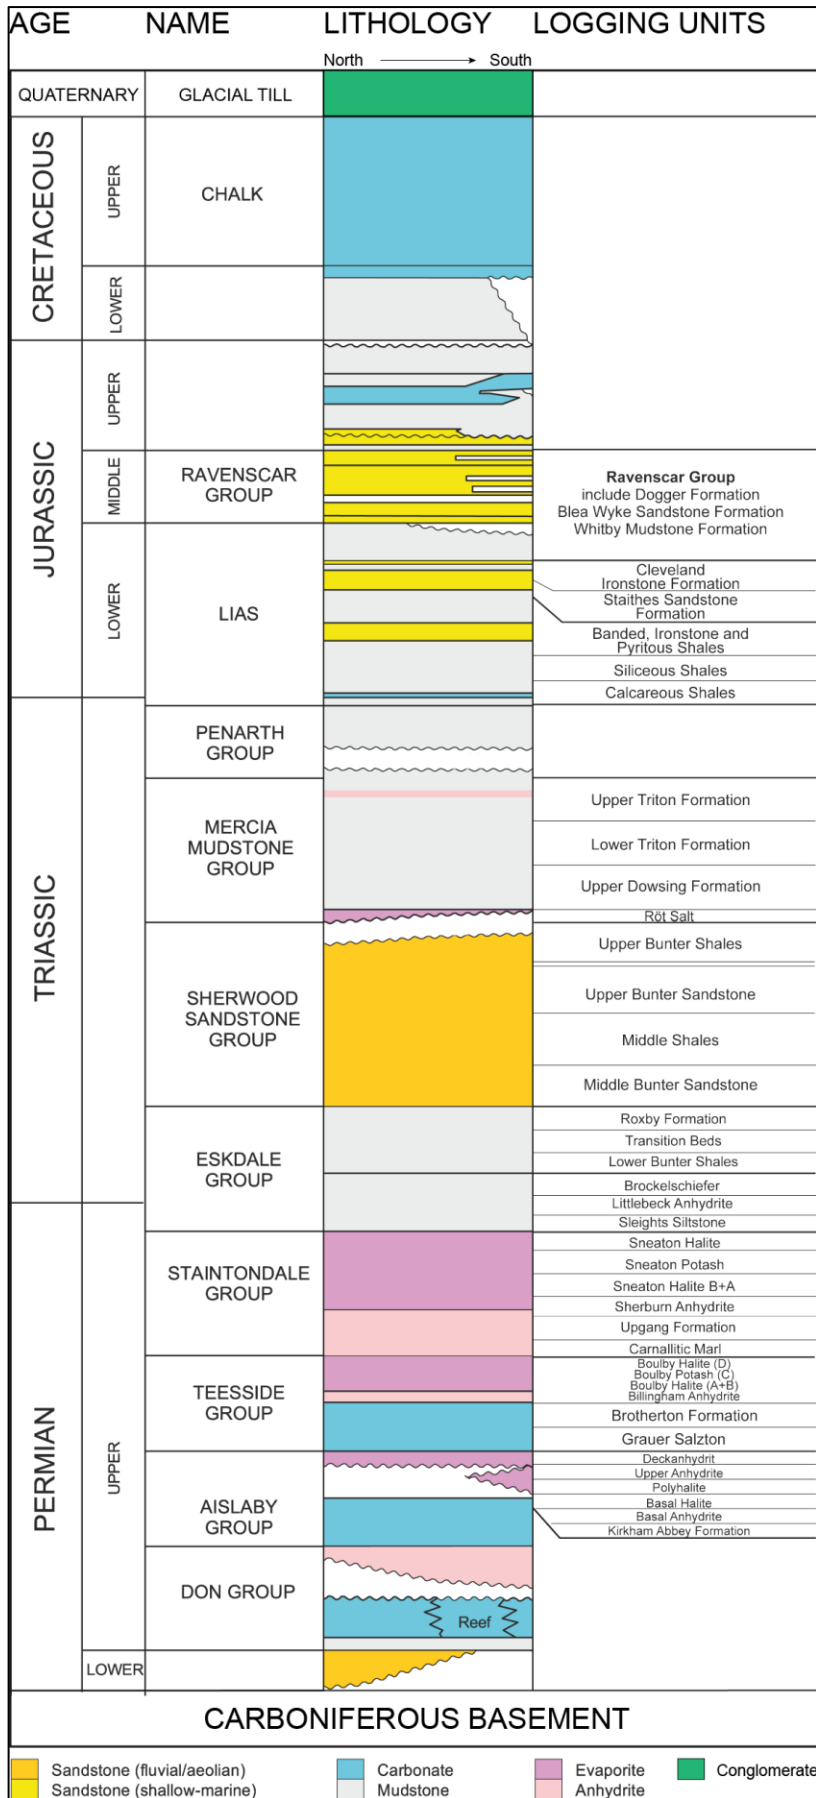 AGE NAME LITHOLOGY LOGGING UNITS
North South
QUATERNARY GLACIAL TILL
CRETACEOUS
UPPER
CHALK
LOWER
JURASSIC
UPPER
MIDDLE
RAVENSCAR
GROUP
Ravenscar Group
include Dogger Formation
Blea Wyke Sandstone Formation
Whitby Mudstone Formation
LOWER
LIAS
Cleveland
Ironstone Formation
Staithes Sandstone
Formation
Banded, Ironstone and
Pyritous Shales
Siliceous Shales
Calcareous Shales
TRIASSIC
PENARTH
GROUP
MERCIA
MUDSTONE
GROUP
Upper Triton Formation
Lower Triton Formation
Upper Dowsing Formation
Röt Salt
SHERWOOD
SANDSTONE
GROUP
Upper Bunter Shales
Upper Bunter Sandstone
Middle Shales
Middle Bunter Sandstone
ESKDALE
GROUP
Roxby Formation
Transition Beds
Lower Bunter Shales
Brockelschiefer
Littlebeck Anhydrite
Sleights Siltstone
PERMIAN
UPPER
STAINTONDALE
GROUP
Sneaton Halite
Sneaton Potash
Sneaton Halite B+A
Sherburn Anhydrite
Upgang Formation
Carnallitic Marl
TEESSIDE
GROUP
Boulby Halite (D)
Boulby Potash (C)
Boulby Halite (A+B)
Billingham Anhydrite
Brotherton Formation
Grauer Salzton
AISLABY
GROUP
Deckanhydrit
Upper Anhydrite
Polyhalite
Basal Halite
Basal Anhydrite
Kirkham Abbey Formation
DON GROUP
Reef
LOWER
CARBONIFEROUS BASEMENT
Sandstone (fluvial/aeolian) Carbonate Evaporite Conglomerate
Sandstone (shallow-marine) Mudstone Anhydrite